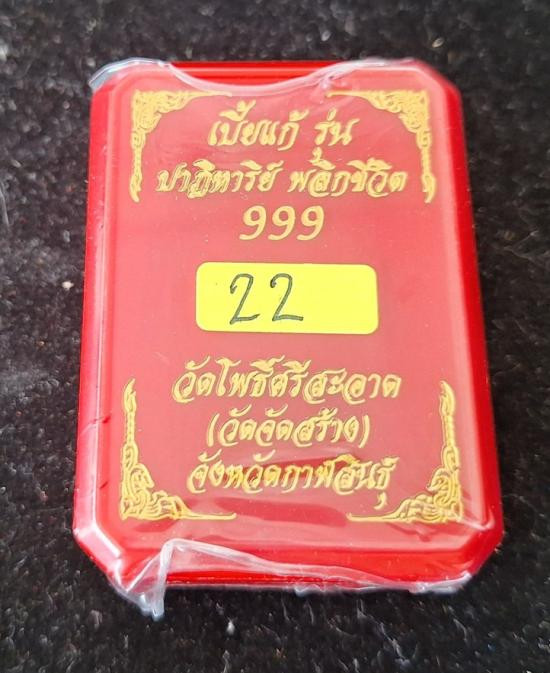 เบี้ยแก้ รุ่น
ปาฏิหาริย์ พลิกชีวิต
999
22
วัดโพธิ์ศรีสะอาด
(วัดจัดสร้าง)
จังหวัดกาฬสินธุ์